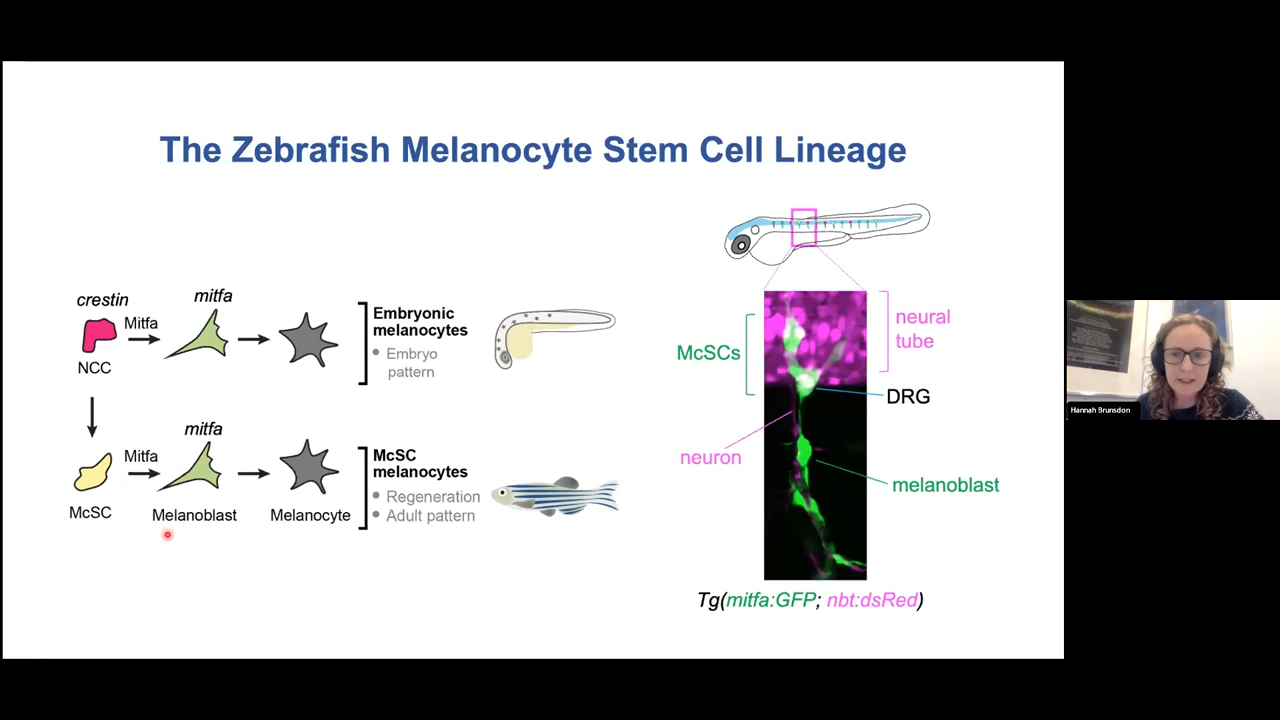 The Zebrafish Melanocyte Stem Cell Lineage
crestin
mitfa
Mitfa
NCC
Embryonic
melanocytes
• Embryo
pattern
mitfa
Mitfa
McSC
Melanoblast
Melanocyte
McSC
melanocytes
• Regeneration
• Adult pattern
McSCs
neural
tube
DRG
neuron
melanoblast
Tg(mitfa:GFP; nbt:dsRed)
Hannah Brunsdon